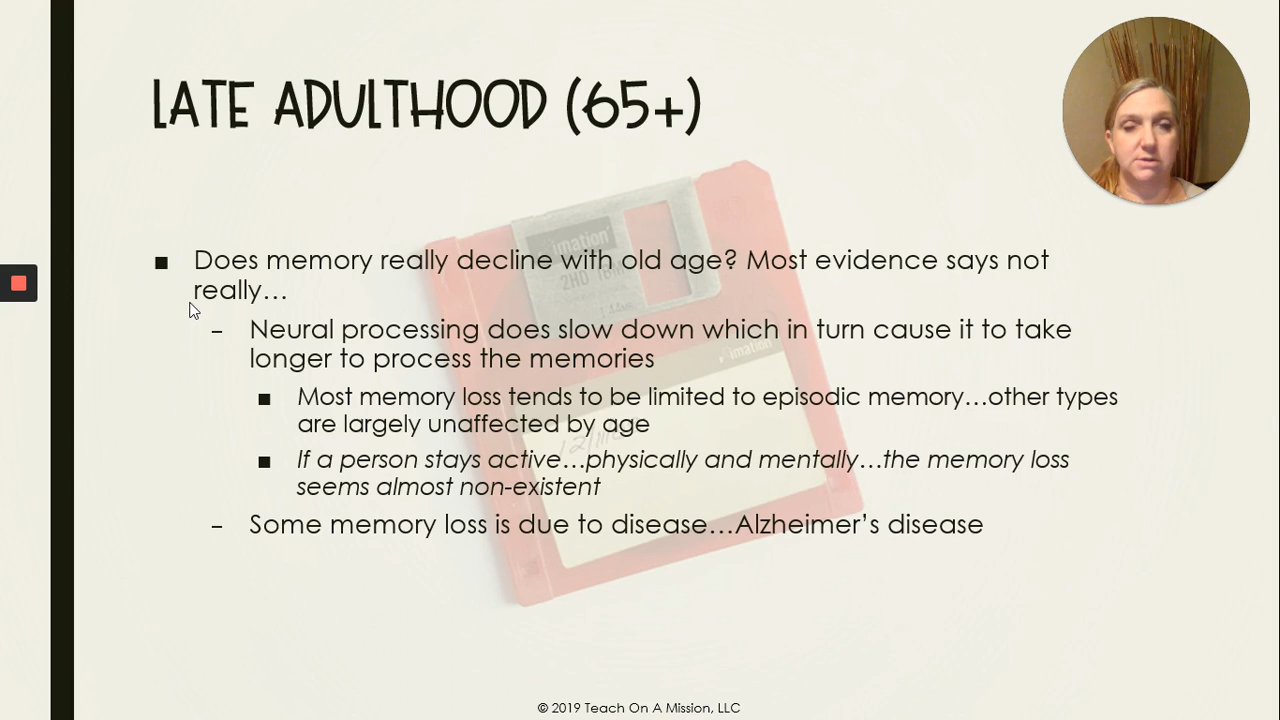 LATE ADULTHOOD (65+)
imation
2HD
■ Does memory really decline with old age? Most evidence says not
really…
– Neural processing does slow down which in turn cause it to take
longer to process the memories
imation
■ Most memory loss tends to be limited to episodic memory…other types
are largely unaffected by age
■ If a person stays active…physically and mentally…the memory loss
seems almost non-existent
– Some memory loss is due to disease…Alzheimer’s disease
© 2019 Teach On A Mission, LLC